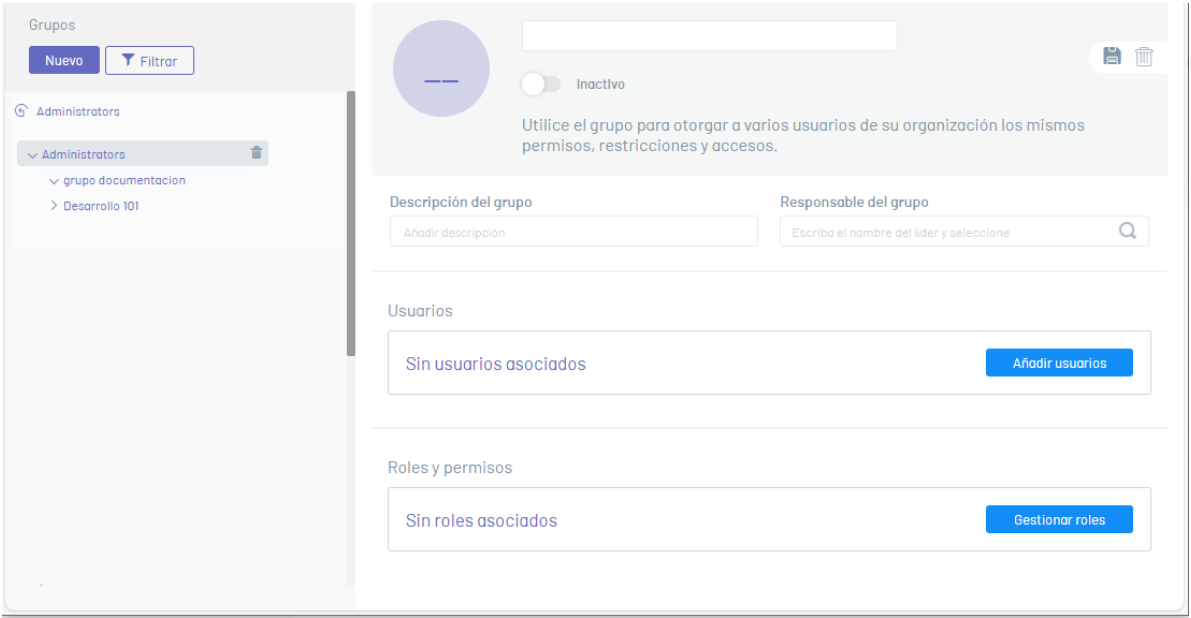 Grupos
Nuevo
Filtrar
Administrators
Administrators
grupo documentacion
Desarrollo 101
——
Inactivo
Utilice el grupo para otorgar a varios usuarios de su organización los mismos
permisos, restricciones y accesos.
Descripción del grupo
Añadir descripción
Responsable del grupo
Escriba el nombre del lider y seleccione
Usuarios
Sin usuarios asociados
Añadir usuarios
Roles y permisos
Sin roles asociados
Gestionar roles